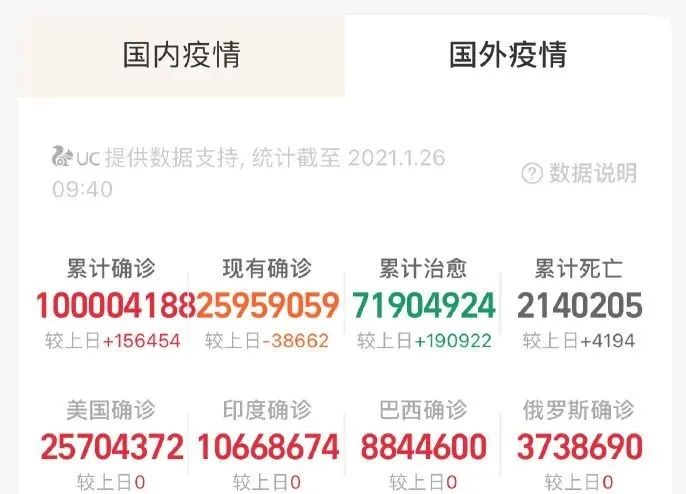 国内疫情 国外疫情
UC 提供数据支持, 统计截至 2021.1.26
09:40
? 数据说明
累计确诊 现有确诊 累计治愈 累计死亡
100004188 25959059 71904924 2140205
较上日+156454 较上日-38662 较上日+190922 较上日+4194
美国确诊 印度确诊 巴西确诊 俄罗斯确诊
25704372 10668674 8844600 3738690
较上日0 较上日0 较上日0 较上日0